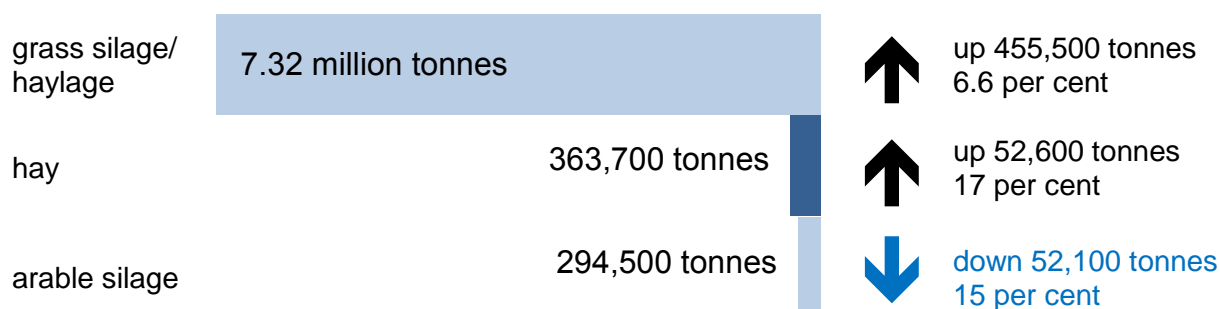 grass silage/
haylage
7.32 million tonnes
up 455,500 tonnes
6.6 per cent
hay
363,700 tonnes
up 52,600 tonnes
17 per cent
arable silage
294,500 tonnes
down 52,100 tonnes
15 per cent